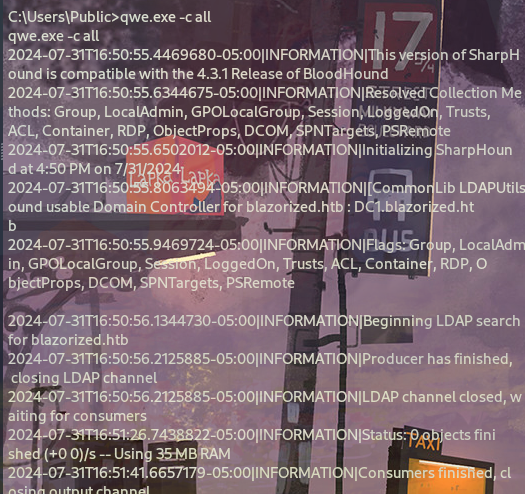 C:\Users\Public>qwe.exe -c all
qwe.exe -c all
2024-07-31T16:50:55.4469680-05:00|INFORMATION|This version of SharpH
ound is compatible with the 4.3.1 Release of BloodHound
2024-07-31T16:50:55.6344675-05:00|INFORMATION|Resolved Collection Me
thods: Group, LocalAdmin, GPOLocalGroup, Session, LoggedOn, Trusts,
ACL, Container, RDP, ObjectProps, DCOM, SPNTargets, PSRemote
2024-07-31T16:50:55.6502012-05:00|INFORMATION|Initializing SharpHoun
d at 4:50 PM on 7/31/2024
2024-07-31T16:50:55.8063494-05:00|INFORMATION|[CommonLib LDAPUtils
ound usable Domain Controller for blazorized.htb : DC1.blazorized.ht
b
2024-07-31T16:50:55.9469724-05:00|INFORMATION|Flags: Group, LocalAdm
in, GPOLocalGroup, Session, LoggedOn, Trusts, ACL, Container, RDP, O
bjectProps, DCOM, SPNTargets, PSRemote
2024-07-31T16:50:56.1344730-05:00|INFORMATION|Beginning LDAP search
for blazorized.htb
2024-07-31T16:50:56.2125885-05:00|INFORMATION|Producer has finished,
closing LDAP channel
2024-07-31T16:50:56.2125885-05:00|INFORMATION|LDAP channel closed, w
aiting for consumers
2024-07-31T16:51:26.7438822-05:00|INFORMATION|Status: 0 objects fini
shed (+0 0)/s -- Using 35 MB RAM
2024-07-31T16:51:41.6657179-05:00|INFORMATION|Consumers finished, cl
osing output channel
17
TAXI